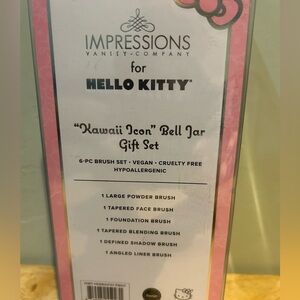 IMPRESSIONS
VANITY · COMPANY
for
HELLO KITTY®
"Kawaii Icon" Bell Jar
Gift Set
6-PC BRUSH SET • VEGAN • CRUELTY FREE
HYPOALLERGENIC
1 LARGE POWDER BRUSH
1 TAPERED FACE BRUSH
1 FOUNDATION BRUSH
1 TAPERED BLENDING BRUSH
1 DEFINED SHADOW BRUSH
1 ANGLED LINER BRUSH